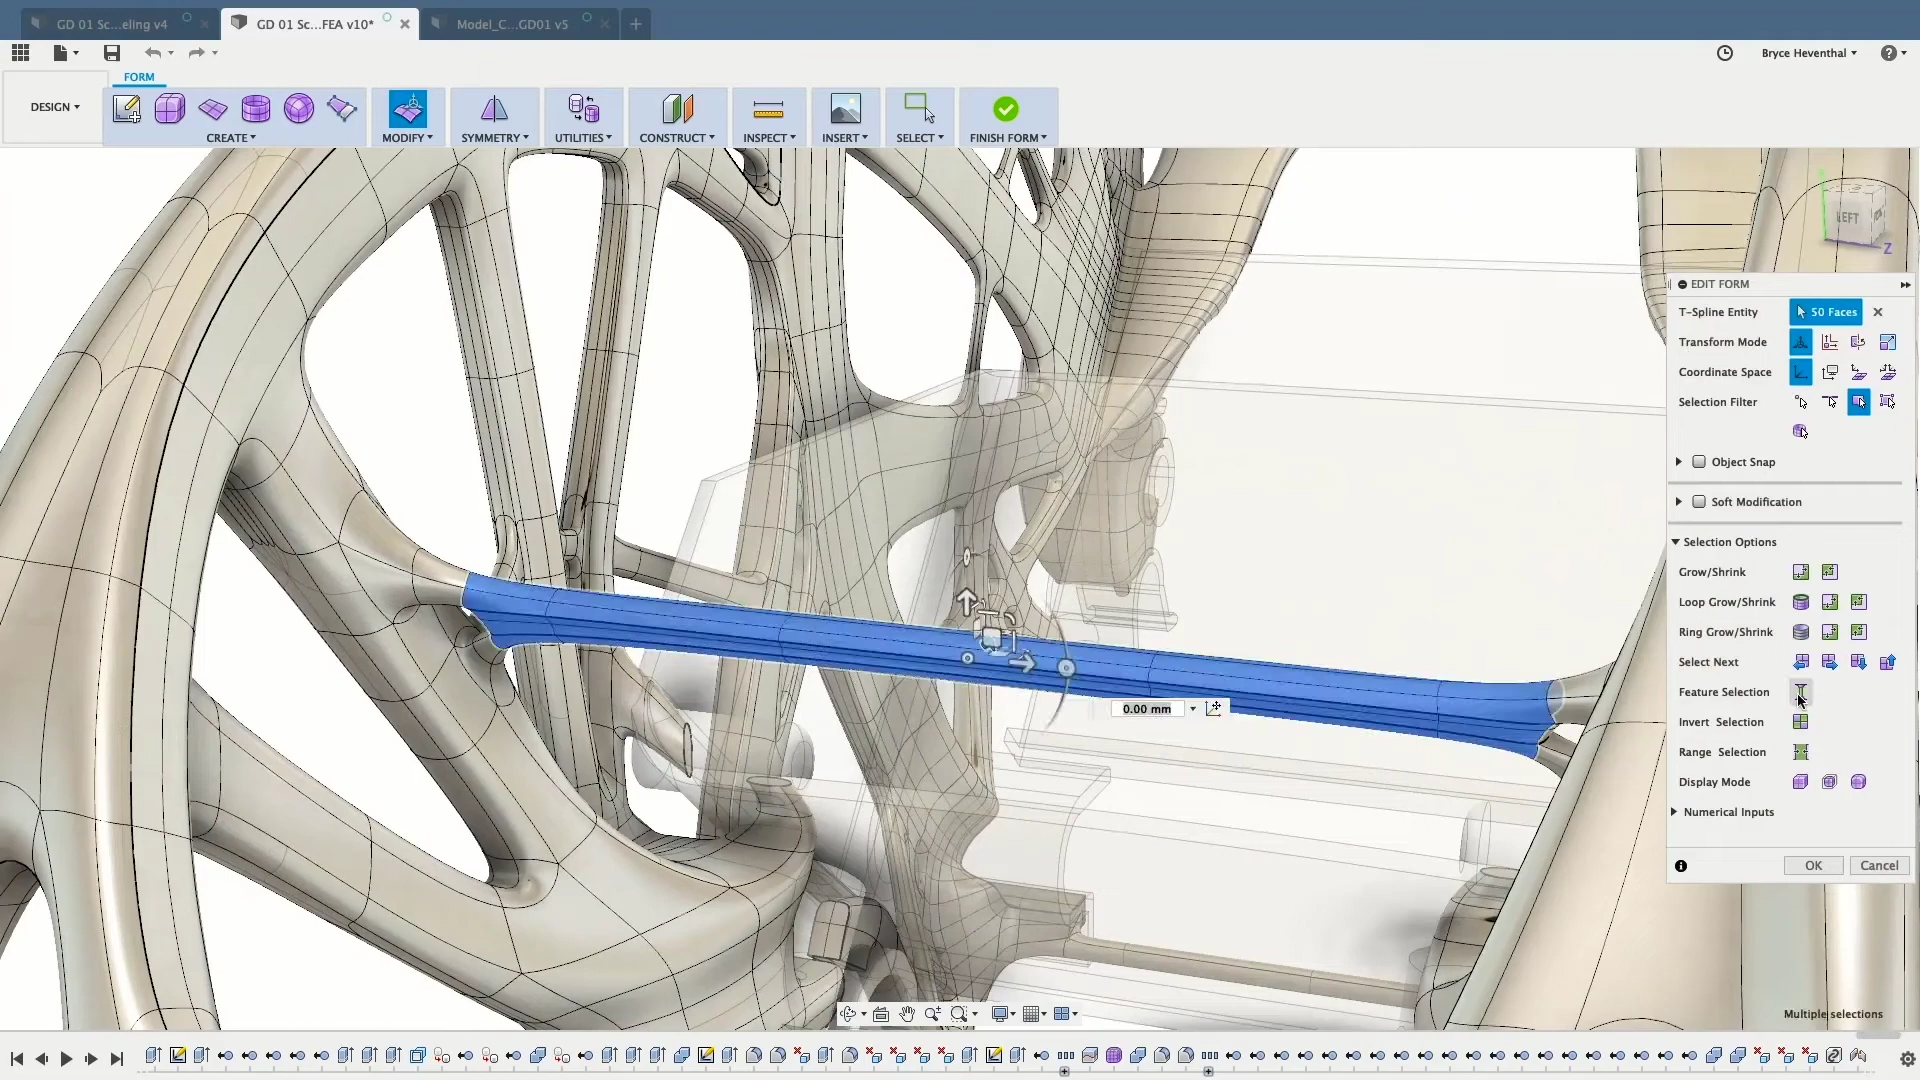 GD 01 Sc...eling v4
GD 01 Sc...FEA v10*
Model_C...GD01 v5
Bryce Heventhal
FORM
DESIGN
CREATE
MODIFY
SYMMETRY
UTILITIES
CONSTRUCT
INSPECT
INSERT
SELECT
FINISH FORM
LEFT
Z
EDIT FORM
T-Spline Entity
50 Faces
Transform Mode
Coordinate Space
Selection Filter
Object Snap
Soft Modification
Selection Options
Grow/Shrink
Loop Grow/Shrink
Ring Grow/Shrink
Select Next
Feature Selection
0.00 mm
Invert Selection
Range Selection
Display Mode
Numerical Inputs
OK
Cancel
Multiple selections